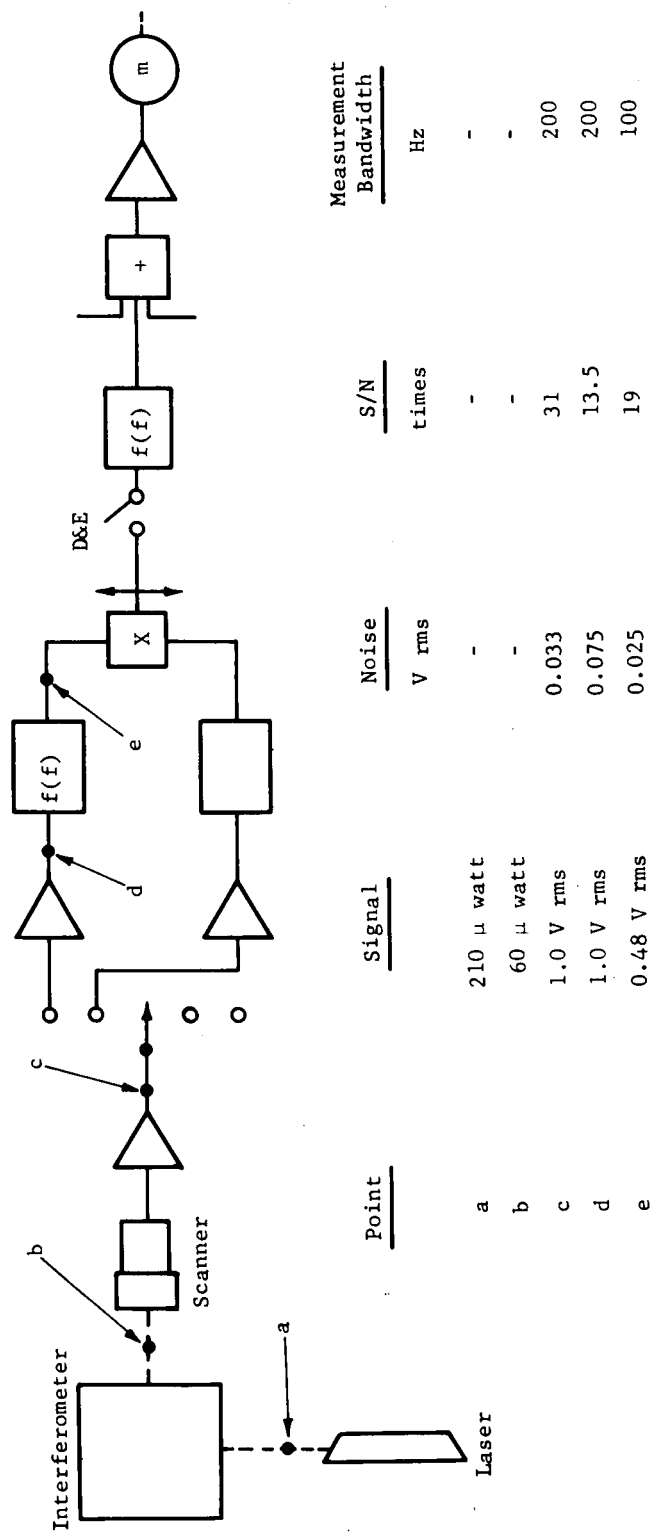 Interferometer
b
Scanner
a
Laser
c
d
f(f)
e
X
D&E
f(f)
+
m
Point Signal Noise S/N Measurement Bandwidth
V rms times Hz
a 210 μ watt - - -
b 60 μ watt - - -
c 1.0 V rms 0.033 31 200
d 1.0 V rms 0.075 13.5 200
e 0.48 V rms 0.025 19 100